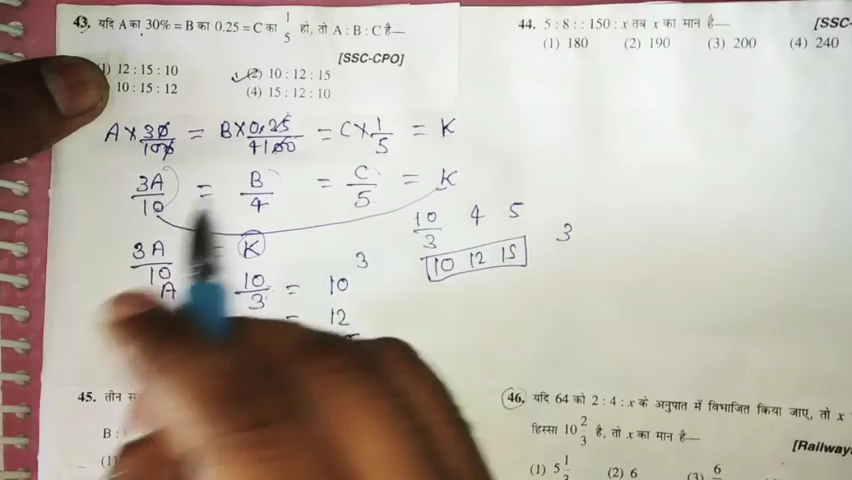 43. यदि A का 30% = B का 0.25 = C का 1/5 हो, तो A : B : C है—
[SSC-CPO]
(1) 12 : 15 : 10
(2) 10 : 12 : 15
10 : 15 : 12
(4) 15 : 12 : 10
A × 30/100 = B × 0.25/4100 = C × 1/5 = K
3A/10 = B/4 = C/5 = K
3A/10 = K
A 10/3 = 10
3
= 12
10/3 4 5
3
10 12 15
44. 5 : 8 : : 150 : x तब x का मान है—
[SSC-
(1) 180 (2) 190 (3) 200 (4) 240
45. तीन
B :
(1)
46. यदि 64 को 2 : 4 : x के अनुपात में विभाजित किया जाए, तो x
हिस्सा 10 2/3 है, तो x का मान है—
[Railway
(1) 5 1/3 (2) 6 (3) 6